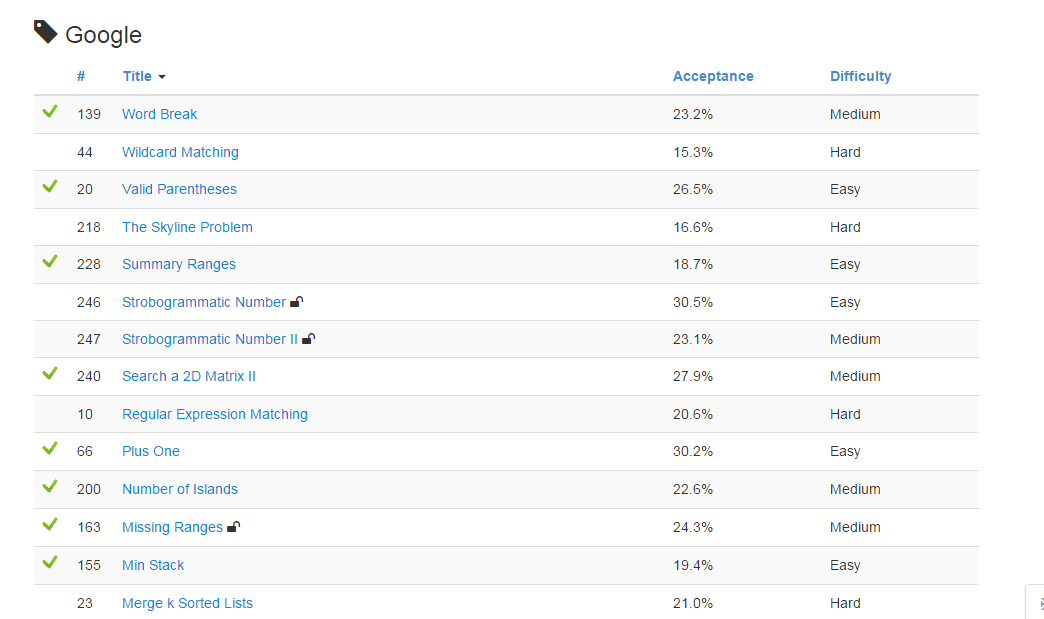 Google
# Title Acceptance Difficulty
139 Word Break 23.2% Medium
44 Wildcard Matching 15.3% Hard
20 Valid Parentheses 26.5% Easy
218 The Skyline Problem 16.6% Hard
228 Summary Ranges 18.7% Easy
246 Strobogrammatic Number 30.5% Easy
247 Strobogrammatic Number II 23.1% Medium
240 Search a 2D Matrix II 27.9% Medium
10 Regular Expression Matching 20.6% Hard
66 Plus One 30.2% Easy
200 Number of Islands 22.6% Medium
163 Missing Ranges 24.3% Medium
155 Min Stack 19.4% Easy
23 Merge k Sorted Lists 21.0% Hard